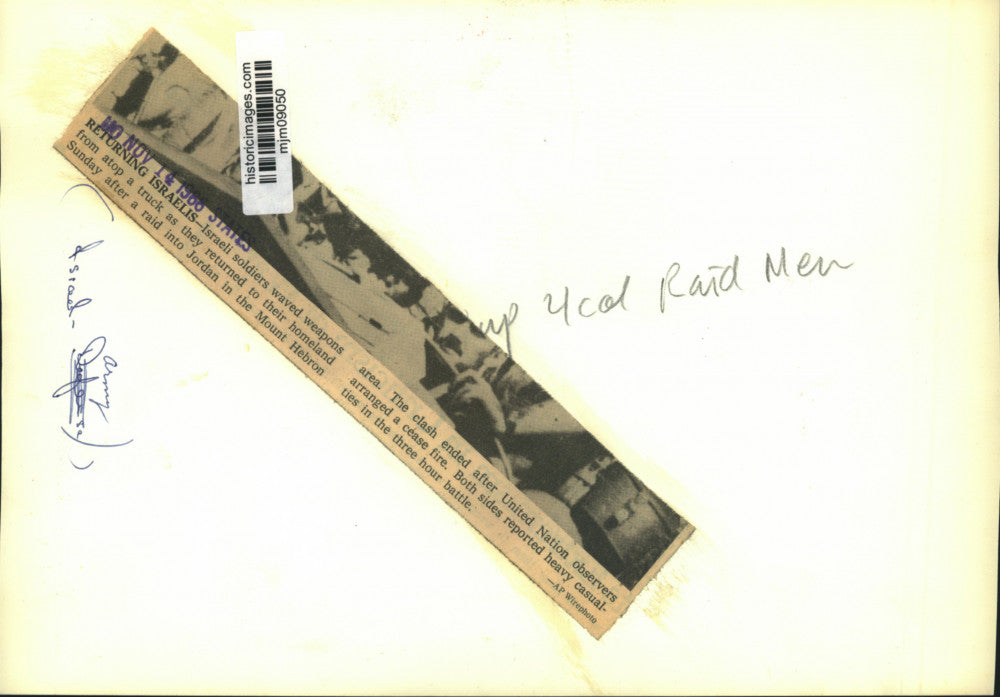 historicimages.com
mjm09050
NOV 14 1966 STATES
RETURNING ISRAELIS—Israeli soldiers waved weapons
from atop a truck as they returned to their homeland
Sunday after a raid into Jordan in the Mount Hebron
area. The clash ended after United Nation observers
arranged a cease fire. Both sides reported heavy casual-
ties in the three hour battle.
—AP Wirephoto
4col Raid Men
(Israel-
army
)